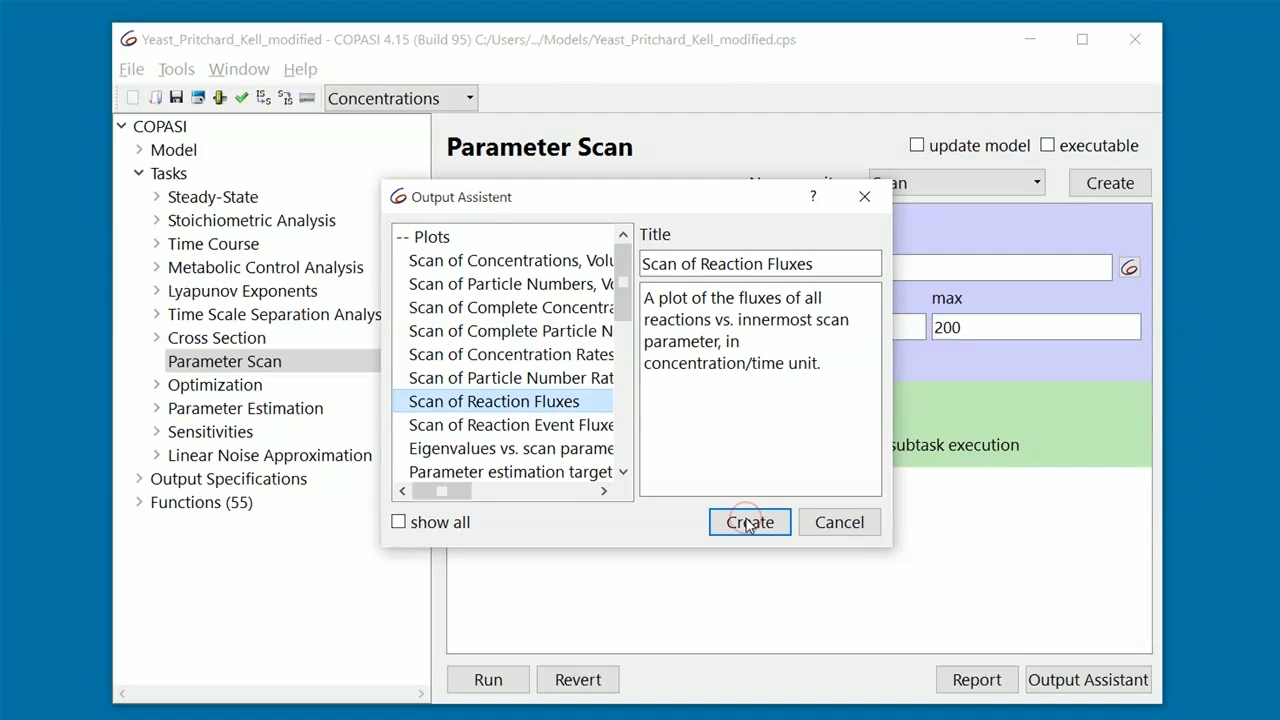 Yeast_Pritchard_Kell_modified - COPASI 4.15 (Build 95) C:/Users/.../Models/Yeast_Pritchard_Kell_modified.cps
File Tools Window Help
Concentrations
COPASI
Model
Tasks
Steady-State
Stoichiometric Analysis
Time Course
Metabolic Control Analysis
Lyapunov Exponents
Time Scale Separation Analys
Cross Section
Parameter Scan
Optimization
Parameter Estimation
Sensitivities
Linear Noise Approximation
Output Specifications
Functions (55)
Parameter Scan
update model
executable
Create
max
200
subtask execution
Output Assistent
-- Plots
Scan of Concentrations, Volu
Scan of Particle Numbers, Vo
Scan of Complete Concentra
Scan of Complete Particle N
Scan of Concentration Rates
Scan of Particle Number Rat
Scan of Reaction Fluxes
Scan of Reaction Event Fluxe
Eigenvalues vs. scan parame
Parameter estimation target
show all
Title
Scan of Reaction Fluxes
A plot of the fluxes of all
reactions vs. innermost scan
parameter, in
concentration/time unit.
Create
Cancel
Run
Revert
Report
Output Assistant